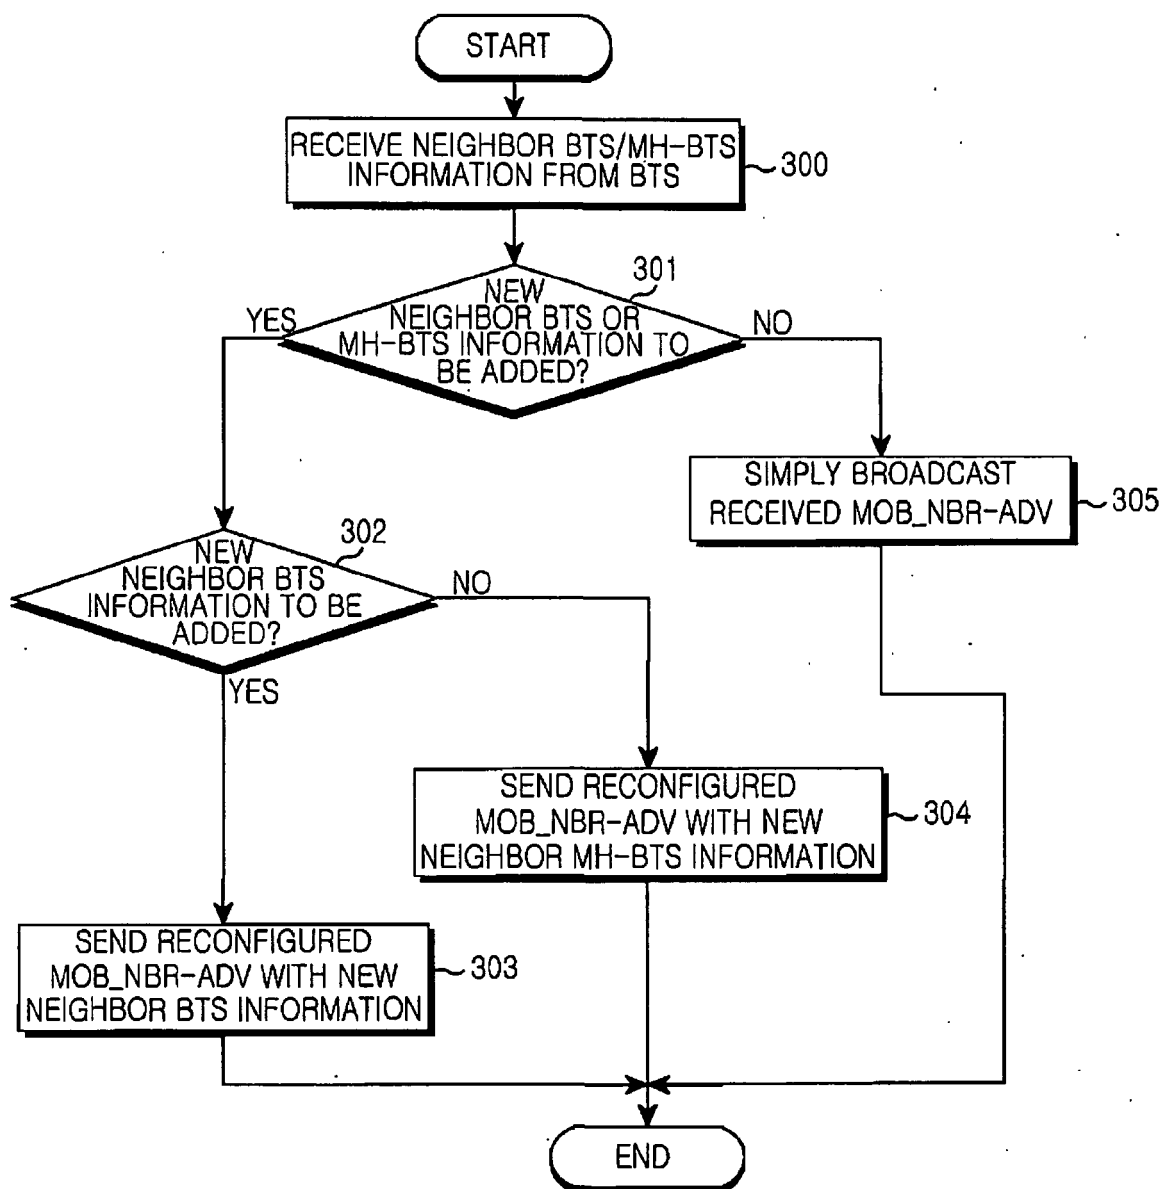 START
RECEIVE NEIGHBOR BTS/MH-BTS
INFORMATION FROM BTS
300
301
NEW
NEIGHBOR BTS OR
MH-BTS INFORMATION TO
BE ADDED?
YES
NO
SIMPLY BROADCAST
RECEIVED MOB_NBR-ADV
305
302
NEW
NEIGHBOR BTS
INFORMATION TO BE
ADDED?
NO
YES
SEND RECONFIGURED
MOB_NBR-ADV WITH NEW
NEIGHBOR MH-BTS INFORMATION
304
SEND RECONFIGURED
MOB_NBR-ADV WITH NEW
NEIGHBOR BTS INFORMATION
303
END